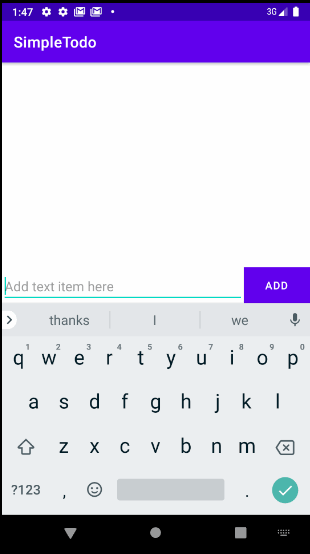 1:47 3G
SimpleTodo
Add text item here ADD
thanks I we
1 2 3 4 5 6 7 8 9 0
q w e r t y u i o p
a s d f g h j k l
z x c v b n m
?123 , .